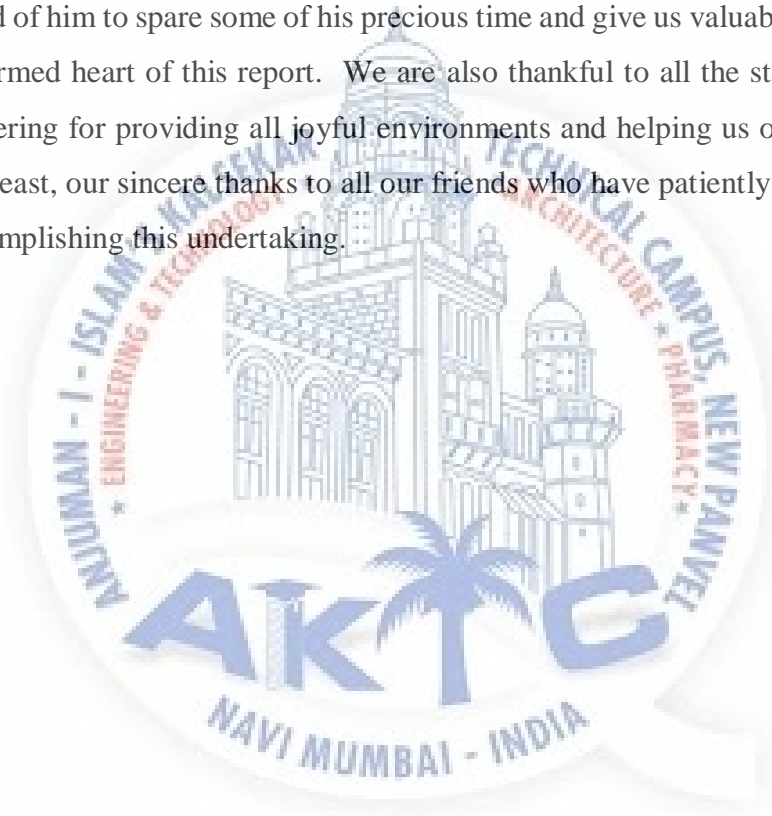 d of him to spare some of his precious time and give us valuab
rmed heart of this report. We are also thankful to all the st
ering for providing all joyful environments and helping us o
east, our sincere thanks to all our friends who have patiently
mplishing this undertaking.
ANJUMAN - I - ISLAM'S KALSEKAR TECHNICAL CAMPUS, NEW PANVEL
* ENGINEERING & TECHNOLOGY * ARCHITECTURE * PHARMACY *
AKTC
NAVI MUMBAI - INDIA